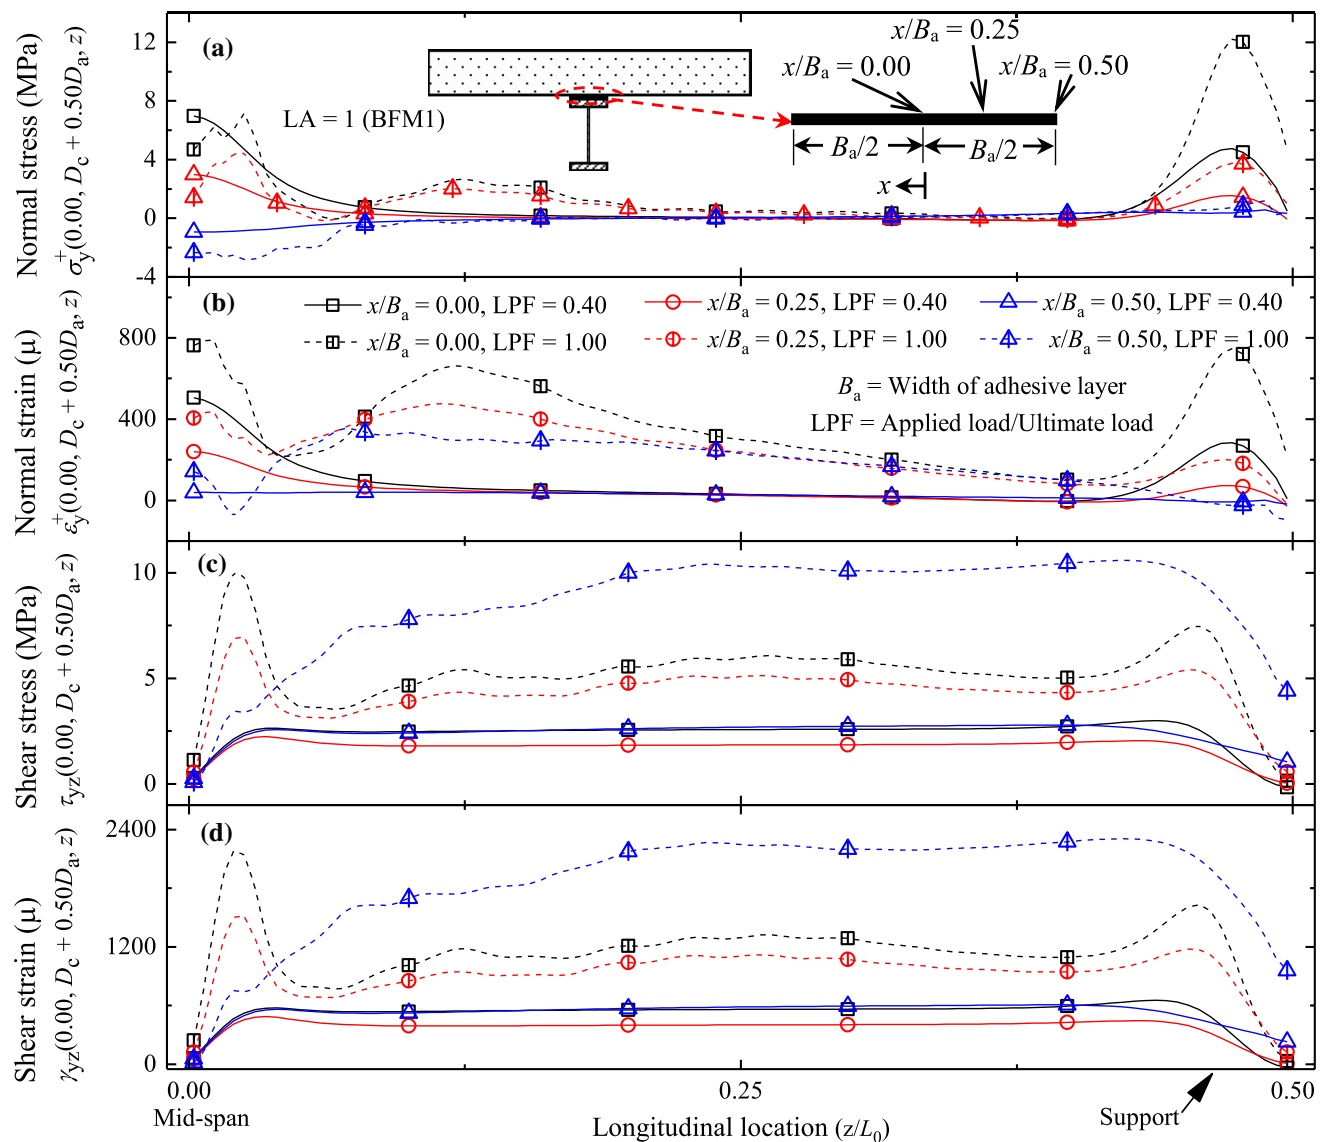 (a)
Normal stress (MPa)
σy+(0.00, Dc + 0.50Da, z)
12
8
4
0
-4
LA = 1 (BFM1)
x/Ba = 0.25
x/Ba = 0.00
x/Ba = 0.50
Ba/2
Ba/2
x
(b)
Normal strain (μ)
εy+(0.00, Dc + 0.50Da, z)
800
400
0
x/Ba = 0.00, LPF = 0.40
x/Ba = 0.25, LPF = 0.40
x/Ba = 0.50, LPF = 0.40
x/Ba = 0.00, LPF = 1.00
x/Ba = 0.25, LPF = 1.00
x/Ba = 0.50, LPF = 1.00
Ba = Width of adhesive layer
LPF = Applied load/Ultimate load
(c)
Shear stress (MPa)
τyz(0.00, Dc + 0.50Da, z)
10
5
0
(d)
Shear strain (μ)
γyz(0.00, Dc + 0.50Da, z)
2400
1200
0
0.00
0.25
0.50
Mid-span
Support
Longitudinal location (z/L0)